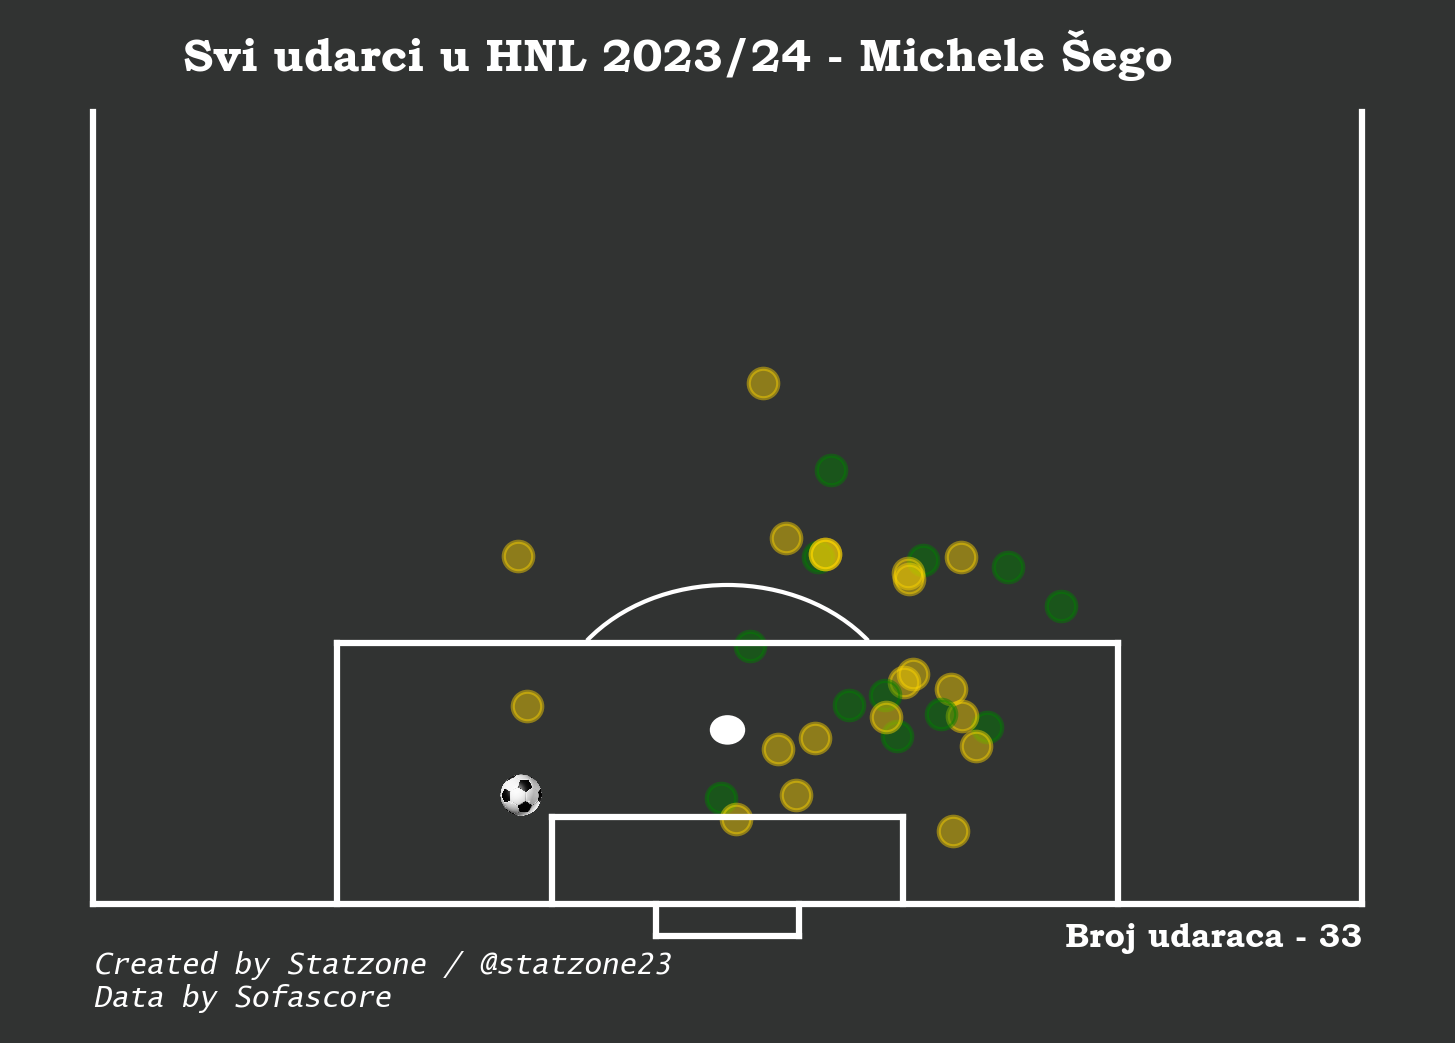 Svi udarci u HNL 2023/24 - Michele Šego
Broj udaraca - 33
Created by Statzone / @statzone23
Data by Sofascore